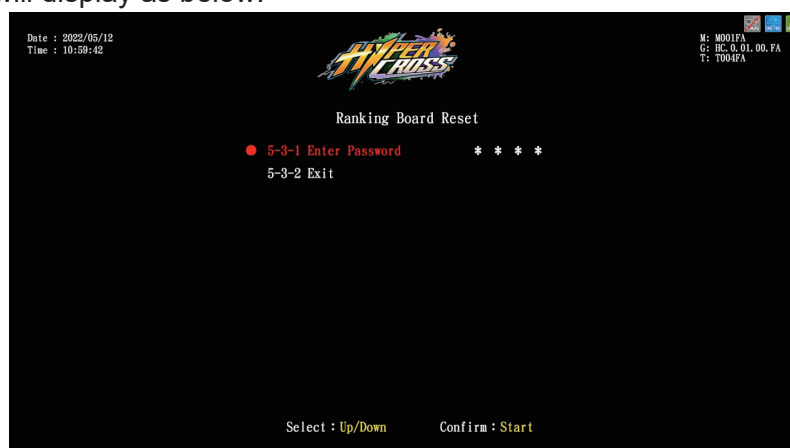 will display as below.
Date : 2022/05/12
Time : 10:59:42
HYPER
CROSS
M: M001FA
G: HC.0.01.00.FA
T: T004FA
Ranking Board Reset
5-3-1 Enter Password * * * *
5-3-2 Exit
Select：Up/Down Confirm：Start